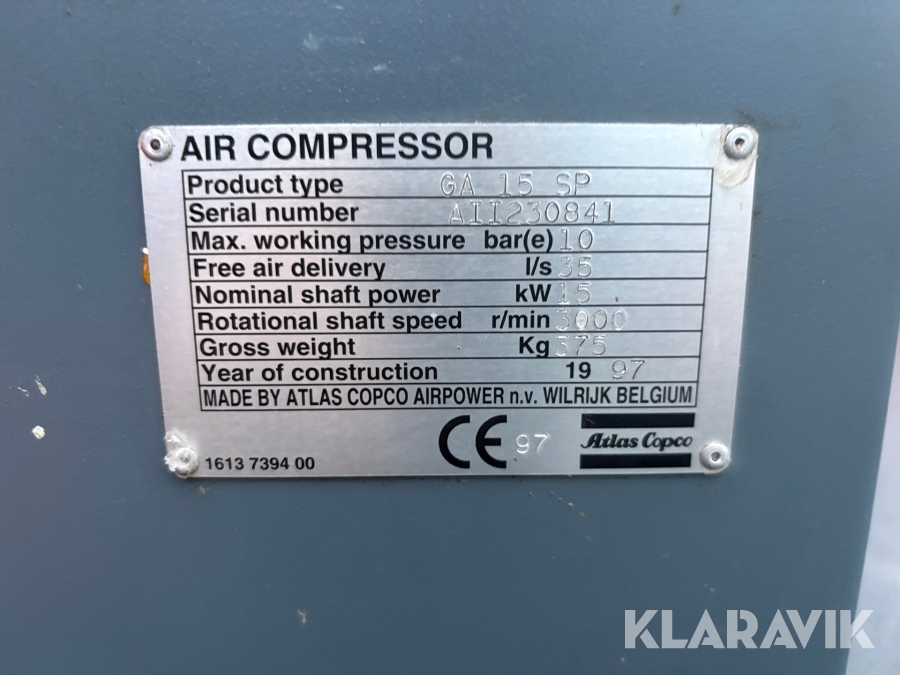 AIR COMPRESSOR
Product type GA 15 SP
Serial number AII230841
Max. working pressure bar(e) 10
Free air delivery l/s 35
Nominal shaft power kW 15
Rotational shaft speed r/min 3000
Gross weight Kg 375
Year of construction 19 97
MADE BY ATLAS COPCO AIRPOWER n.v. WILRIJK BELGIUM
CE 97 Atlas Copco
1613 7394 00
KLARAVIK